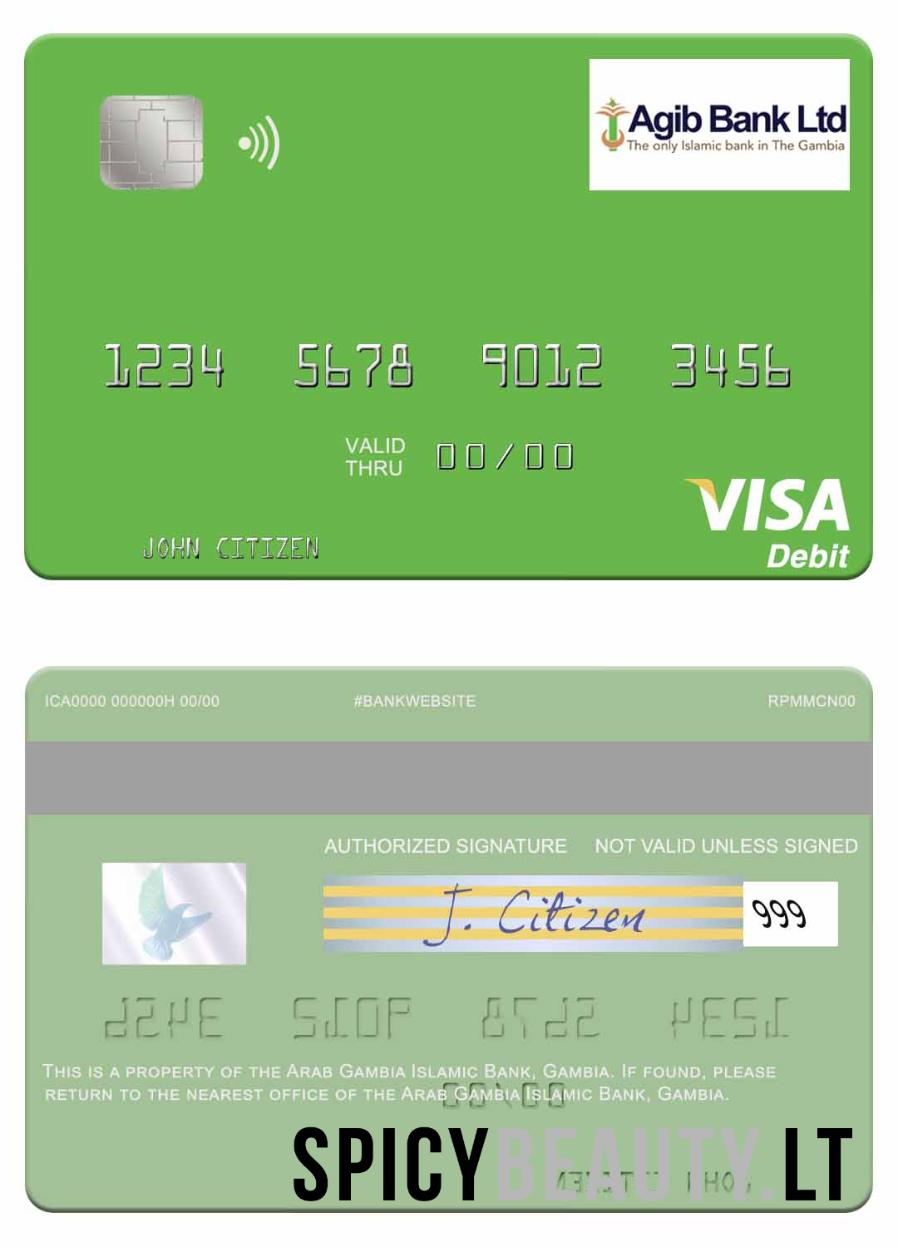 Agib Bank Ltd
The only Islamic bank in The Gambia
1234 5678 9012 3456
VALID THRU 00/00
VISA
Debit
JOHN CITIZEN
ICA0000 000000H 00/00 #BANKWEBSITE RPMMCN00
AUTHORIZED SIGNATURE NOT VALID UNLESS SIGNED
J. Citizen 999
THIS IS A PROPERTY OF THE ARAB GAMBIA ISLAMIC BANK, GAMBIA. IF FOUND, PLEASE
RETURN TO THE NEAREST OFFICE OF THE ARAB GAMBIA ISLAMIC BANK, GAMBIA.
SPICYBEAUTY.LT